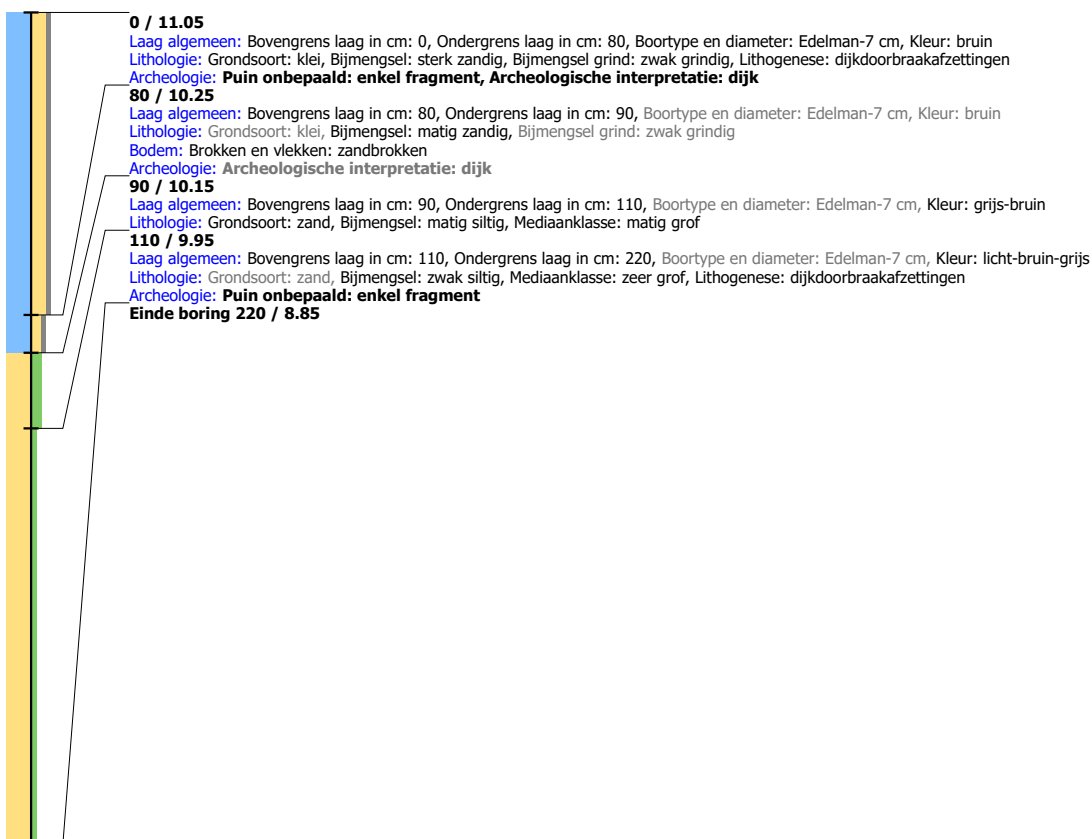 0 / 11.05
Laag algemeen: Bovengrens laag in cm: 0, Ondergrens laag in cm: 80, Boortype en diameter: Edelman-7 cm, Kleur: bruin
Lithologie: Grondsoort: klei, Bijmengsel: sterk zandig, Bijmengsel grind: zwak grindig, Lithogenese: dijkdoorbraakafzettingen
Archeologie: Puin onbepaald: enkel fragment, Archeologische interpretatie: dijk
80 / 10.25
Laag algemeen: Bovengrens laag in cm: 80, Ondergrens laag in cm: 90, Boortype en diameter: Edelman-7 cm, Kleur: bruin
Lithologie: Grondsoort: klei, Bijmengsel: matig zandig, Bijmengsel grind: zwak grindig
Bodem: Brokken en vlekken: zandbrokken
Archeologie: Archeologische interpretatie: dijk
90 / 10.15
Laag algemeen: Bovengrens laag in cm: 90, Ondergrens laag in cm: 110, Boortype en diameter: Edelman-7 cm, Kleur: grijs-bruin
Lithologie: Grondsoort: zand, Bijmengsel: matig siltig, Mediaanklasse: matig grof
110 / 9.95
Laag algemeen: Bovengrens laag in cm: 110, Ondergrens laag in cm: 220, Boortype en diameter: Edelman-7 cm, Kleur: licht-bruin-grijs
Lithologie: Grondsoort: zand, Bijmengsel: zwak siltig, Mediaanklasse: zeer grof, Lithogenese: dijkdoorbraakafzettingen
Archeologie: Puin onbepaald: enkel fragment
Einde boring 220 / 8.85